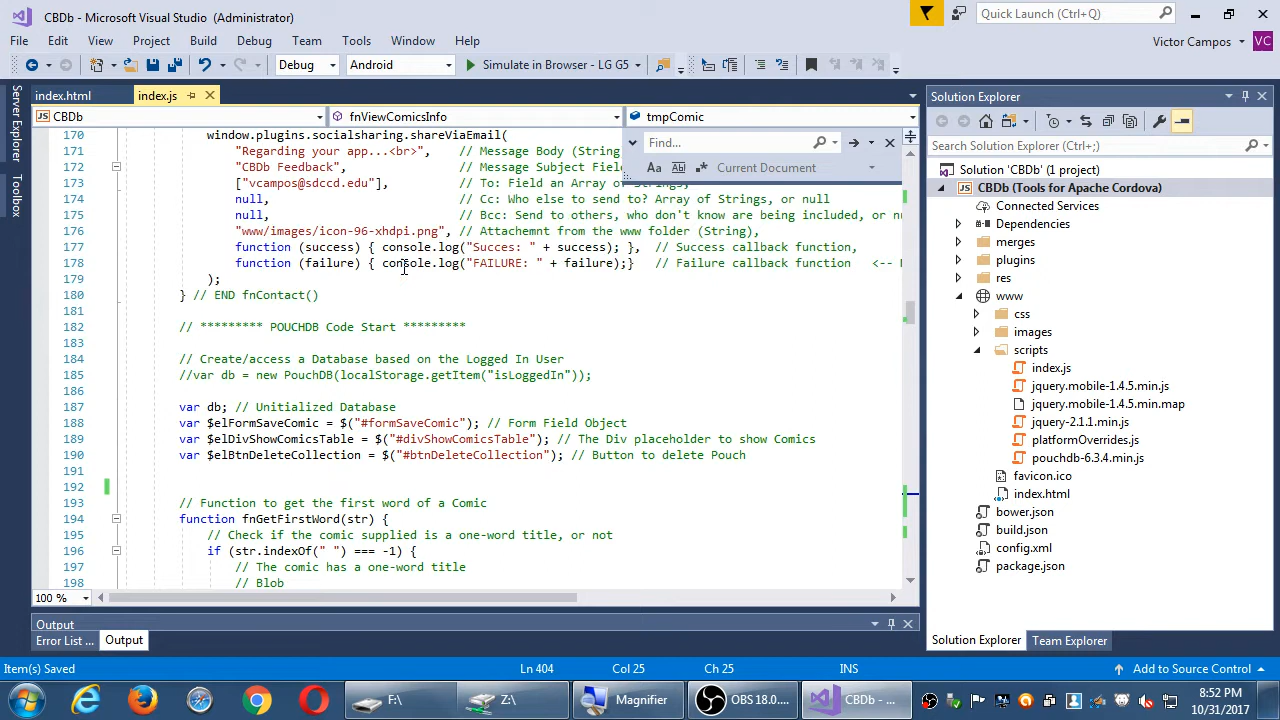 CBDb - Microsoft Visual Studio (Administrator)
Quick Launch (Ctrl+Q)
File Edit View Project Build Debug Team Tools Window Help
Victor Campos VC
Debug Android Simulate in Browser - LG G5
Server Explorer
Toolbox
index.html index.js
CBDb fnViewComicsInfo tmpComic
Find...
Aa Ab Current Document
170 window.plugins.socialsharing.shareViaEmail(
171 "Regarding your app...<br>", // Message Body (String
172 "CBDb Feedback", // Message Subject Fiel
173 ["vcampos@sdccd.edu"], // To: Field an Array of Strings,
174 null, // Cc: Who else to send to? Array of Strings, or null
175 null, // Bcc: Send to others, who don't know are being included, or nu
176 "www/images/icon-96-xhdpi.png", // Attachemnt from the www folder (String),
177 function (success) { console.log("Succes: " + success); }, // Success callback function,
178 function (failure) { console.log("FAILURE: " + failure);} // Failure callback function <--
179 );
180 } // END fnContact()
181
182 // ********* POUCHDB Code Start *********
183
184 // Create/access a Database based on the Logged In User
185 //var db = new PouchDB(localStorage.getItem("isLoggedIn"));
186
187 var db; // Unitialized Database
188 var $elFormSaveComic = $("#formSaveComic"); // Form Field Object
189 var $elDivShowComicsTable = $("#divShowComicsTable"); // The Div placeholder to show Comics
190 var $elBtnDeleteCollection = $("#btnDeleteCollection"); // Button to delete Pouch
191
192
193 // Function to get the first word of a Comic
194 function fnGetFirstWord(str) {
195 // Check if the comic supplied is a one-word title, or not
196 if (str.indexOf(" ") === -1) {
197 // The comic has a one-word title
198 // Blob
100 %
Output
Error List ... Output
Solution Explorer
Search Solution Explorer (Ctrl+;)
Solution 'CBDb' (1 project)
CBDb (Tools for Apache Cordova)
Connected Services
Dependencies
merges
plugins
res
www
css
images
scripts
index.js
jquery.mobile-1.4.5.min.js
jquery.mobile-1.4.5.min.map
jquery-2.1.1.min.js
platformOverrides.js
pouchdb-6.3.4.min.js
favicon.ico
index.html
bower.json
build.json
config.xml
package.json
Solution Explorer Team Explorer
Item(s) Saved Ln 404 Col 25 Ch 25 INS Add to Source Control
F:\ Z:\ Magnifier OBS 18.0.... CBDb - ...
8:52 PM
10/31/2017